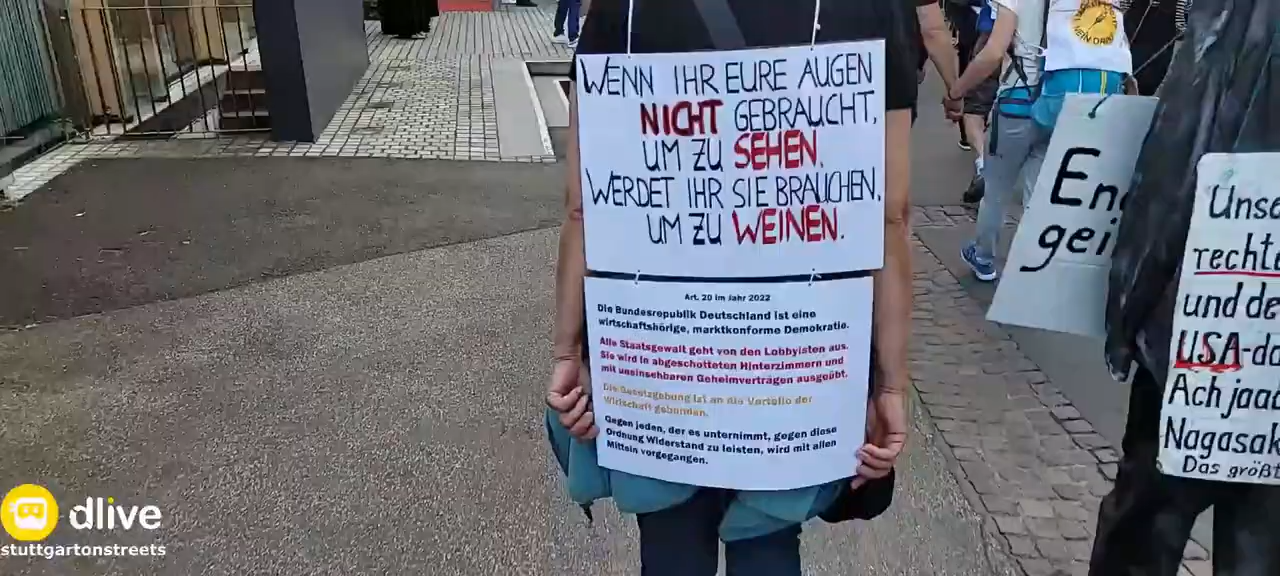 WENN IHR EURE AUGEN
NICHT GEBRAUCHT,
UM ZU SEHEN.
WERDET IHR SIE BRAUCHEN,
UM ZU WEINEN.
Art. 20 im Jahr 2022
Die Bundesrepublik Deutschland ist eine
wirtschaftshörige, marktkonforme Demokratie.
Alle Staatsgewalt geht von den Lobbyisten aus.
Sie wird in abgeschotteten Hinterzimmern und
mit uneinsehbaren Geheimverträgen ausgeübt.
Die Gesetzgebung ist an die Vorteile der
Wirtschaft gebunden.
Gegen jeden, der es unternimmt, gegen diese
Ordnung Widerstand zu leisten, wird mit allen
Mitteln vorgegangen.
En
gei
Unse
rechte
und de
USA-da
Ach jaa
Nagasak
Das größt
dlive
stuttgartonstreets